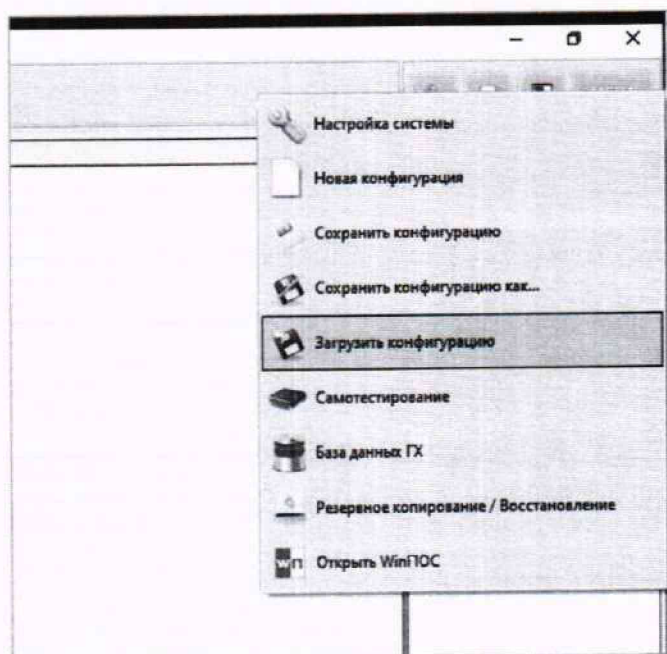 Настройка системы
Новая конфигурация
Сохранить конфигурацию
Сохранить конфигурацию как...
Загрузить конфигурацию
Самотестирование
База данных ГХ
Резервное копирование / Восстановление
Открыть WinПОС